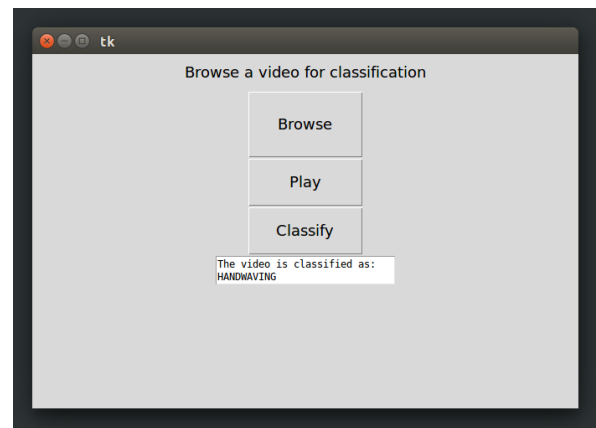 tk
Browse a video for classification
Browse
Play
Classify
The video is classified as:
HANDWAVING